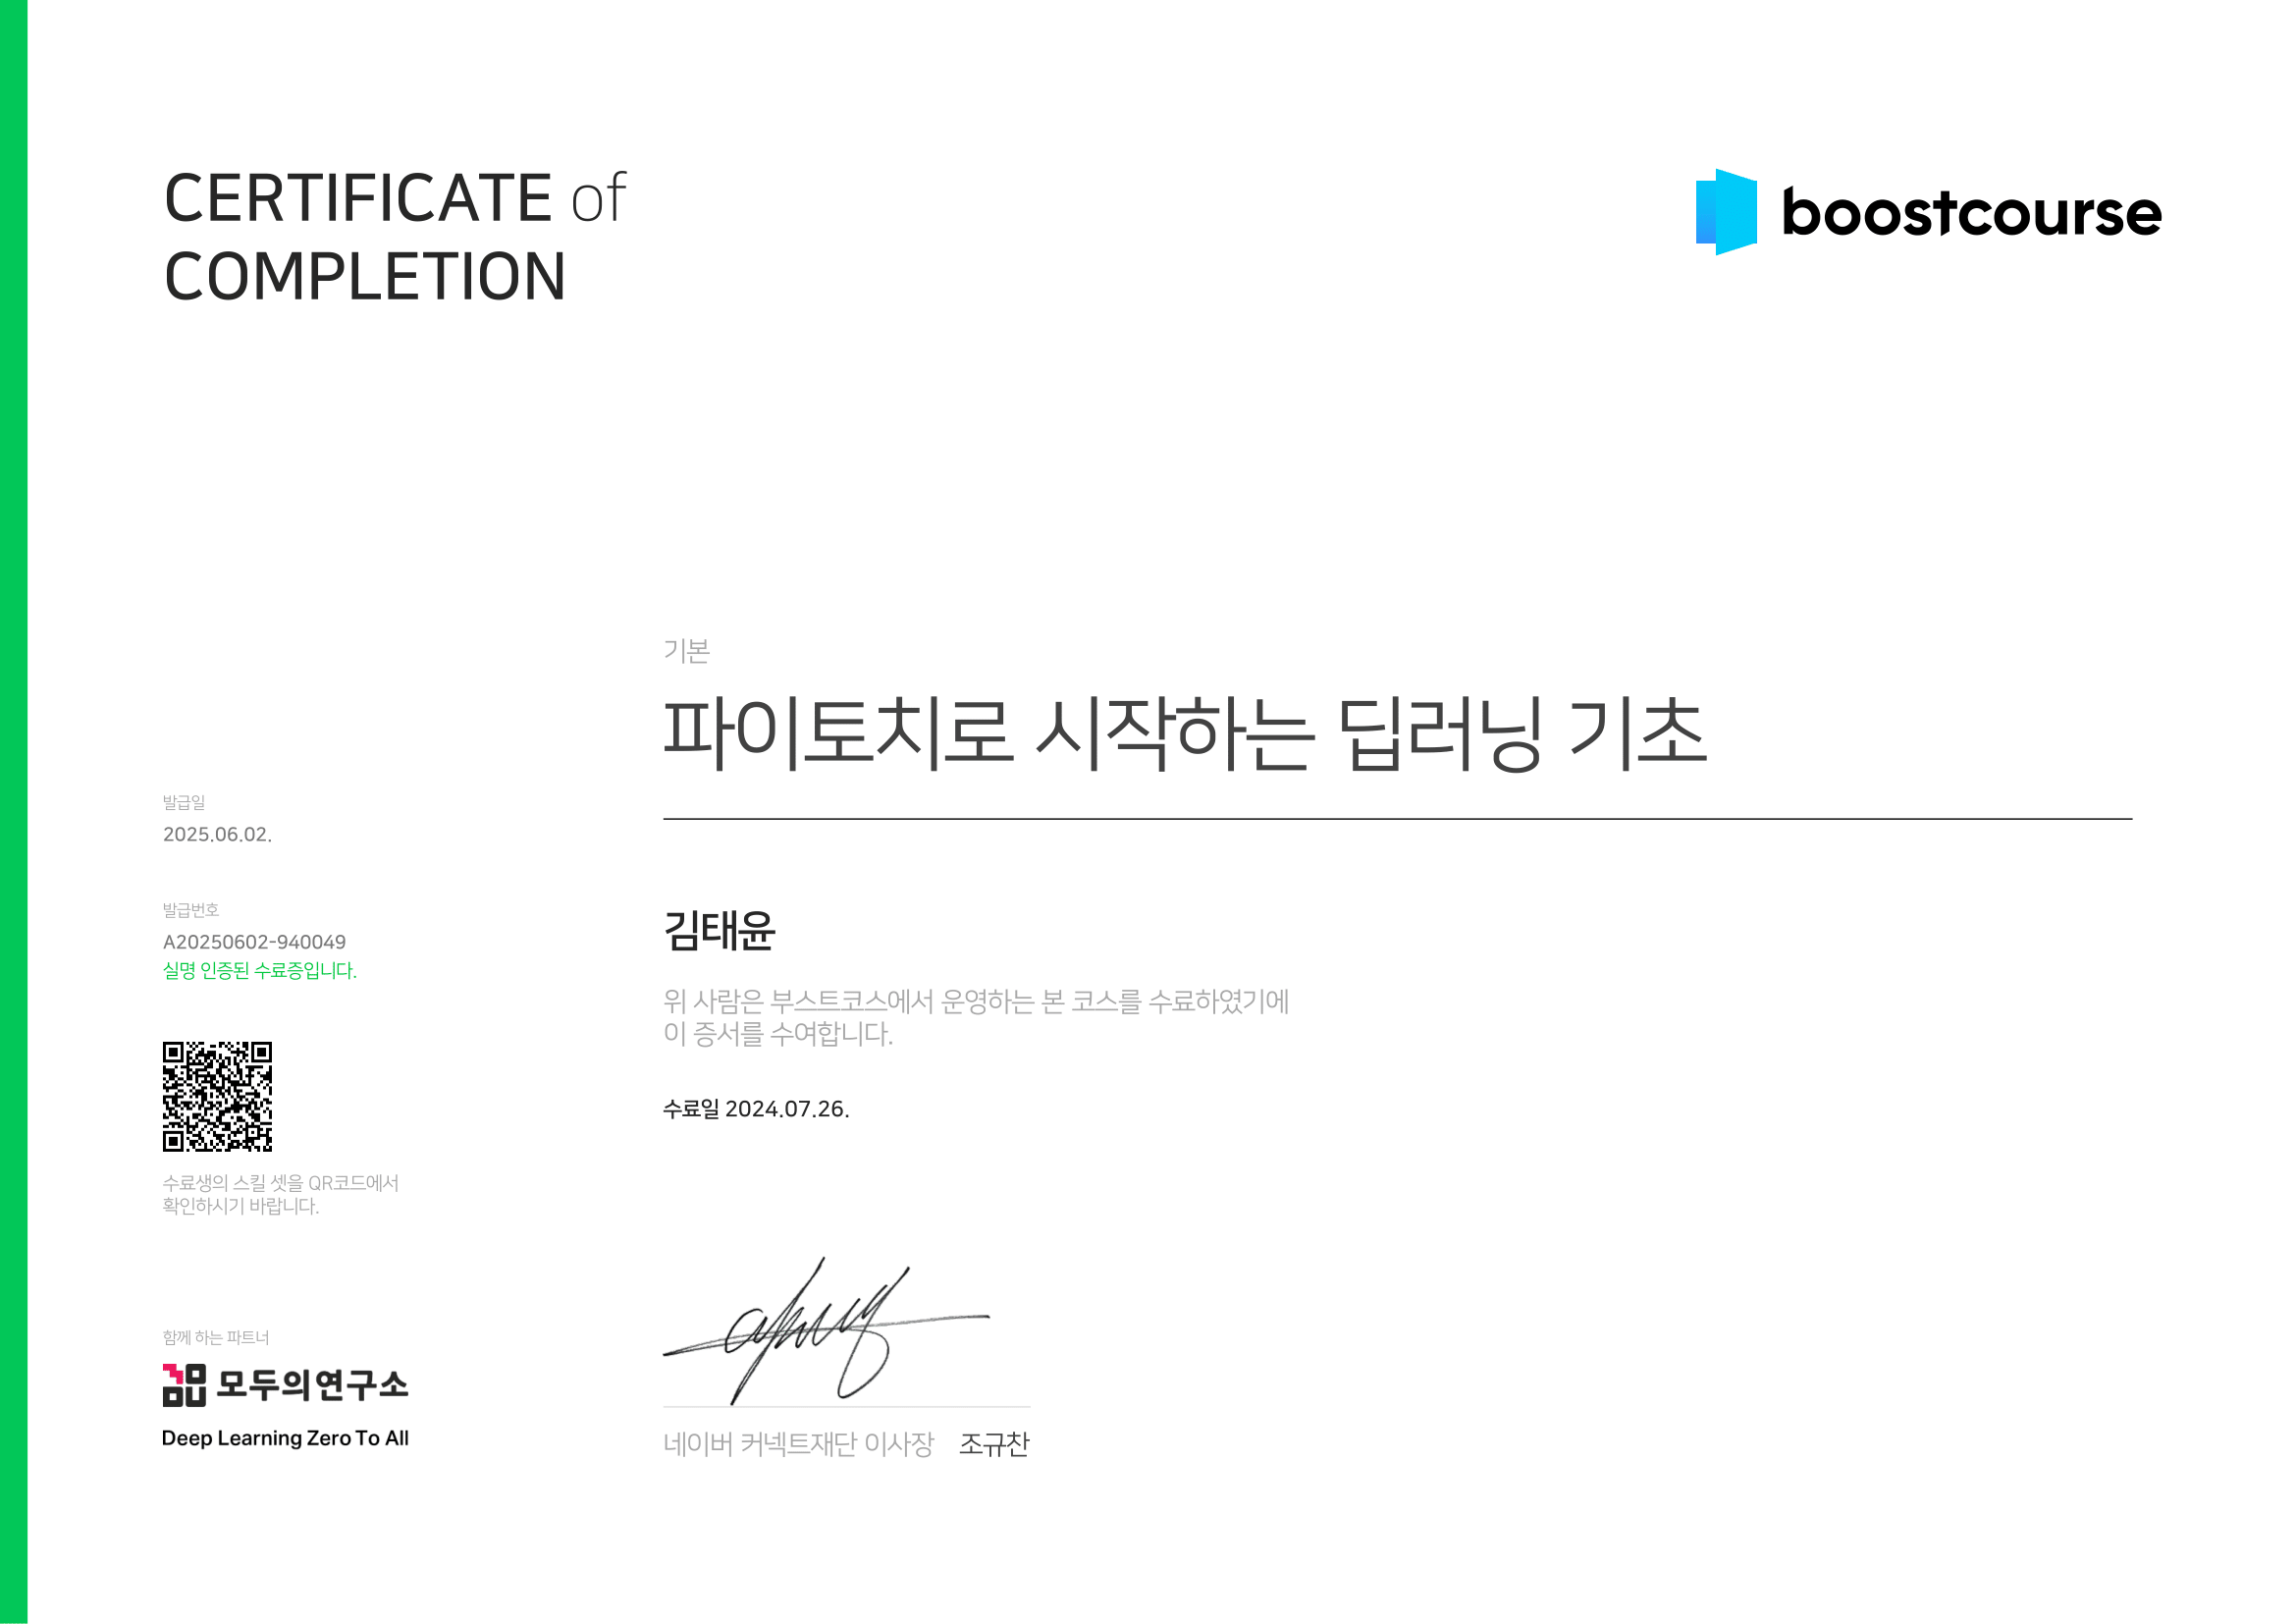 CERTIFICATE of
COMPLETION
boostcourse
기본
파이토치로 시작하는 딥러닝 기초
발급일
2025.06.02.
발급번호
A20250602-940049
실명 인증된 수료증입니다.
수료생의 스킬 셋을 QR코드에서
확인하시기 바랍니다.
함께 하는 파트너
모두의연구소
Deep Learning Zero To All
김태윤
위 사람은 부스트코스에서 운영하는 본 코스를 수료하였기에
이 증서를 수여합니다.
수료일 2024.07.26.
네이버 커넥트재단 이사장 조규찬